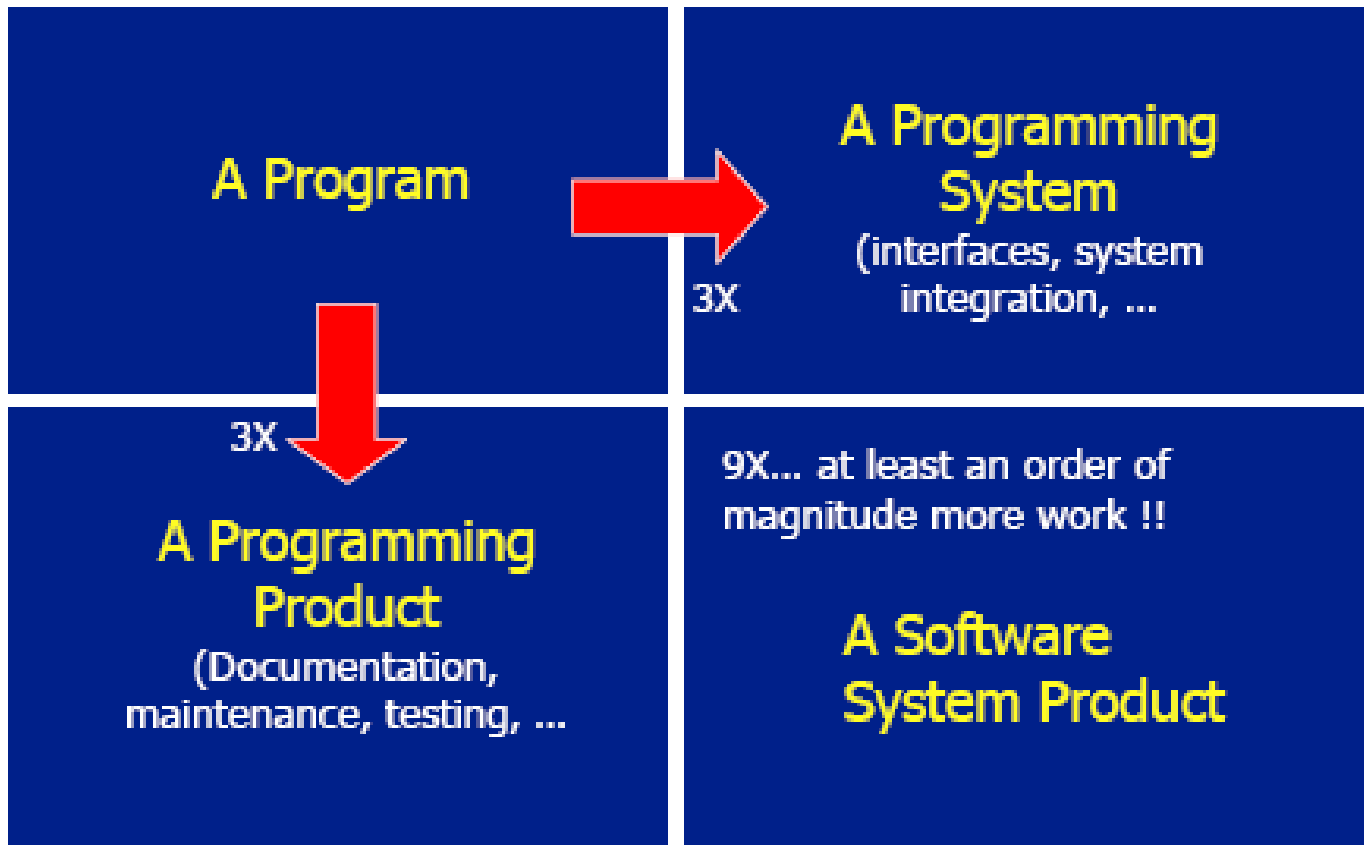 A Program
A Programming
System
(interfaces, system
integration, ...
3X
3X
A Programming
Product
(Documentation,
maintenance, testing, ...
9X... at least an order of
magnitude more work !!
A Software
System Product